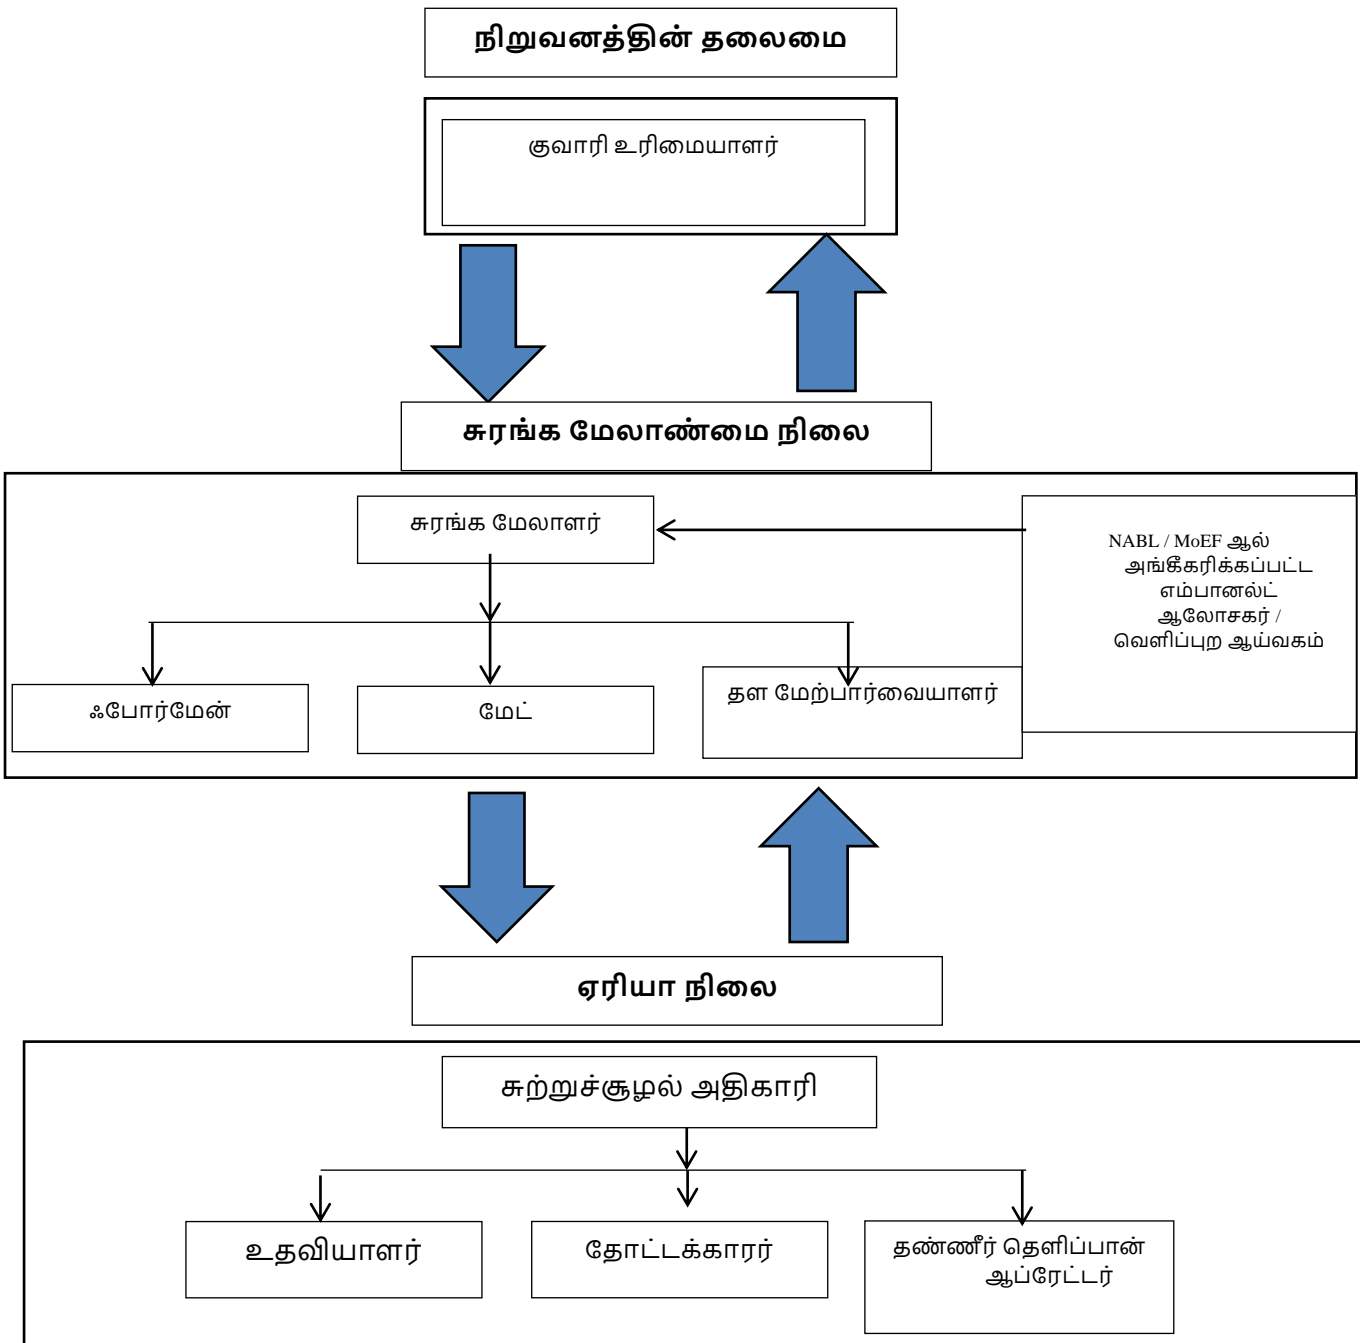 நிறுவனத்தின் தலைமை
குவாரி உரிமையாளர்
சுரங்க மேலாண்மை நிலை
சுரங்க மேலாளர்
NABL / MoEF ஆல்
அங்கீகரிக்கப்பட்ட
எம்பானல்ட்
ஆலோசகர் /
வெளிப்புற ஆய்வகம்
ஃபோர்மேன்
மேட்
தள மேற்பார்வையாளர்
ஏரியா நிலை
சுற்றுச்சூழல் அதிகாரி
உதவியாளர்
தோட்டக்காரர்
தண்ணீர் தெளிப்பான்
ஆப்ரேட்டர்